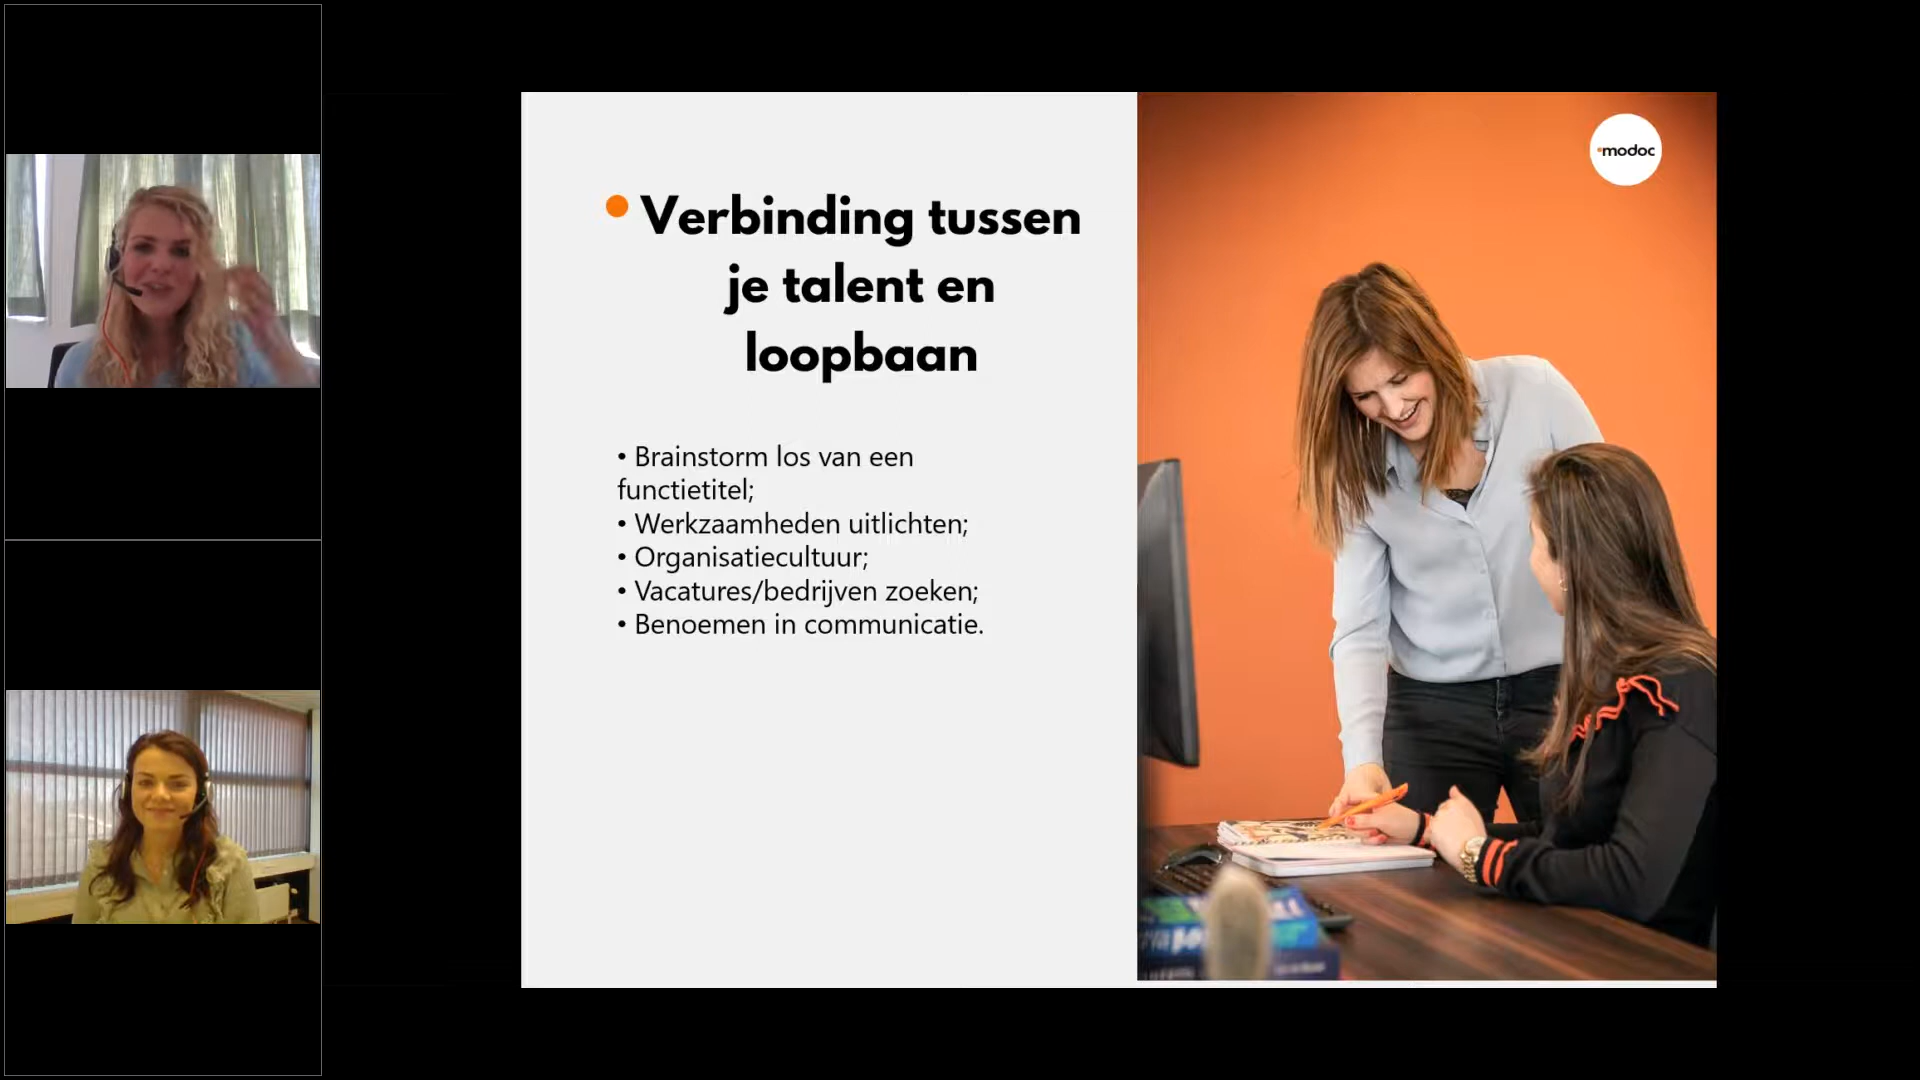 •modoc
Verbinding tussen
je talent en
loopbaan
• Brainstorm los van een
functietitel;
• Werkzaamheden uitlichten;
• Organisatiecultuur;
• Vacatures/bedrijven zoeken;
• Benoemen in communicatie.